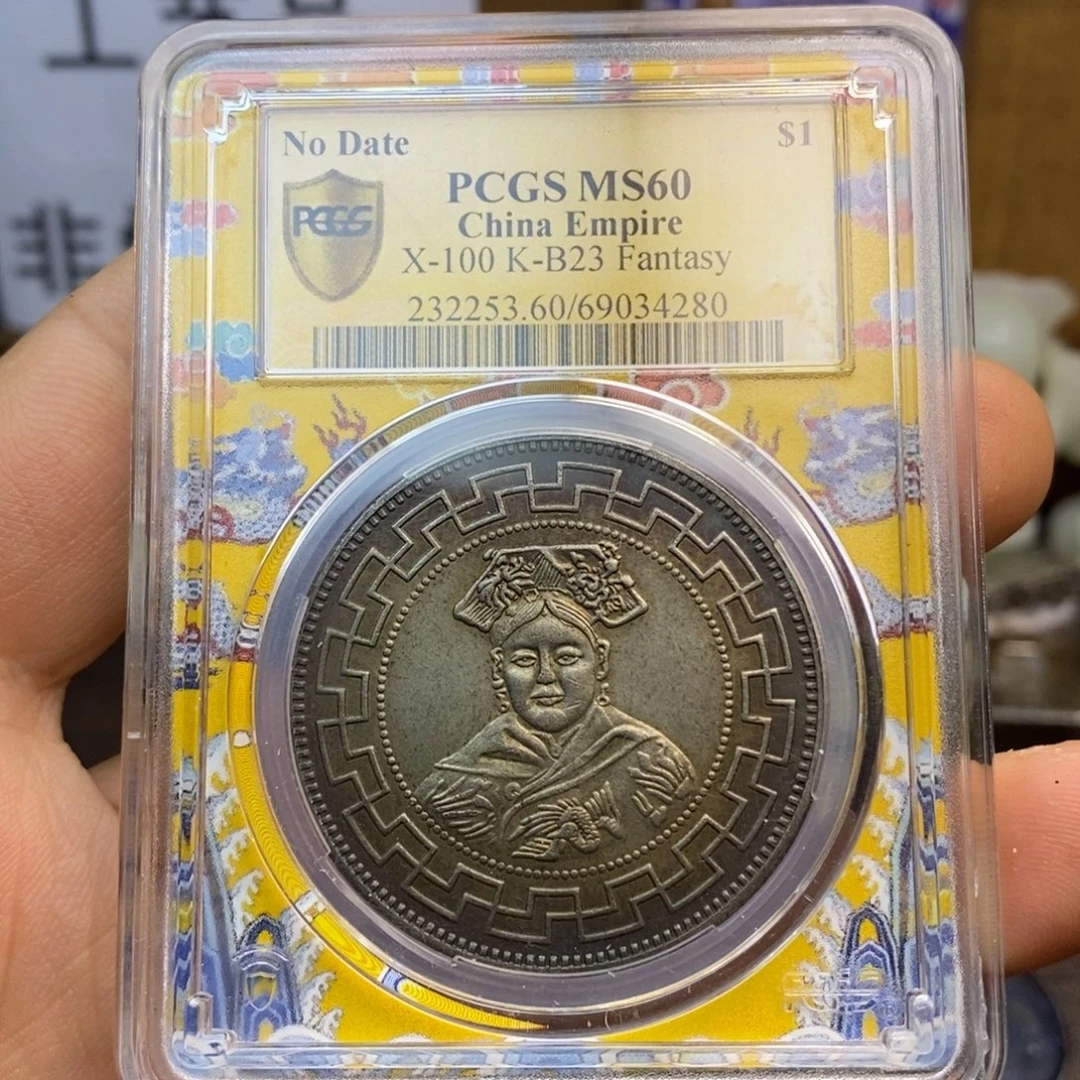 No Date
$1
PCGS MS60
China Empire
PCGS
X-100 K-B23 Fantasy
232253.60/69034280